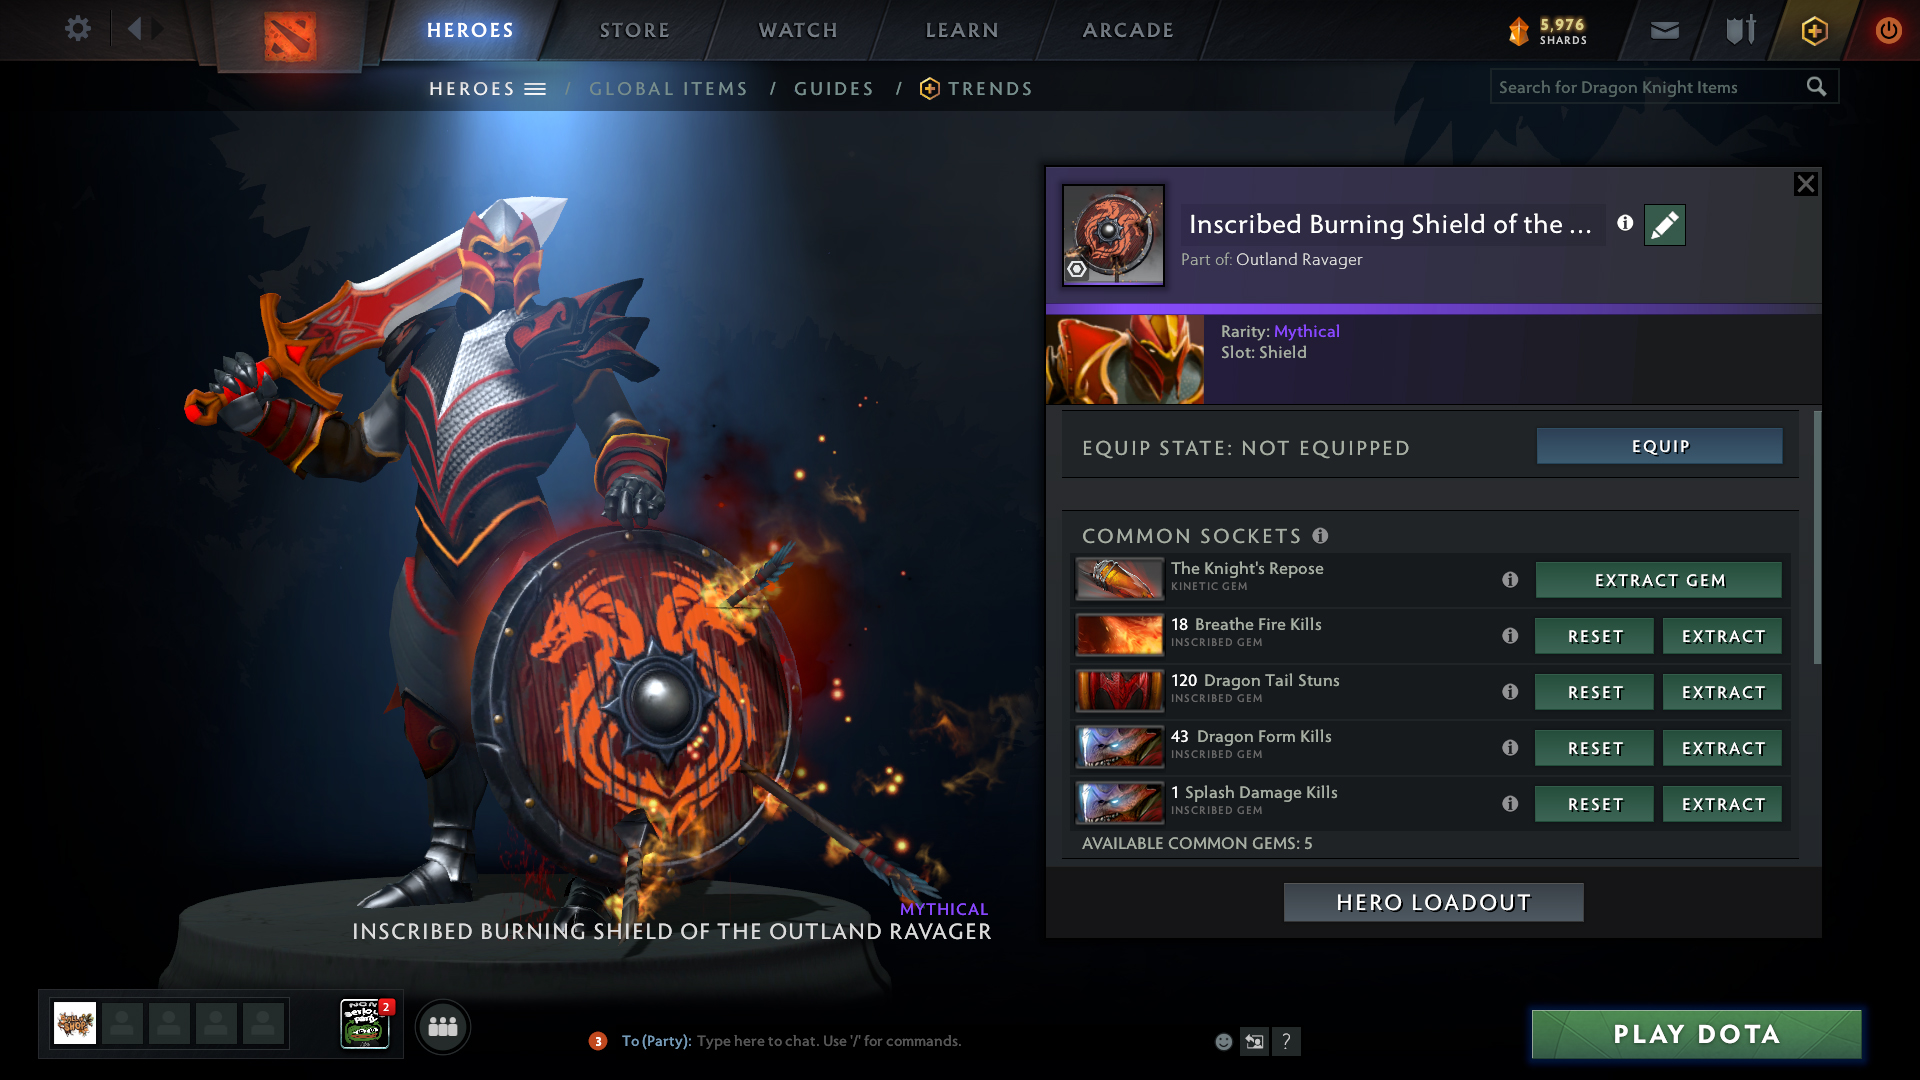 HEROES
STORE
WATCH
LEARN
ARCADE
5,976
SHARDS
HEROES / GLOBAL ITEMS / GUIDES / TRENDS
Search for Dragon Knight Items
Inscribed Burning Shield of the ...
Part of: Outland Ravager
Rarity: Mythical
Slot: Shield
EQUIP STATE: NOT EQUIPPED
EQUIP
COMMON SOCKETS
The Knight's Repose
KINETIC GEM
EXTRACT GEM
18 Breathe Fire Kills
INSCRIBED GEM
RESET
EXTRACT
120 Dragon Tail Stuns
INSCRIBED GEM
RESET
EXTRACT
43 Dragon Form Kills
INSCRIBED GEM
RESET
EXTRACT
1 Splash Damage Kills
INSCRIBED GEM
RESET
EXTRACT
AVAILABLE COMMON GEMS: 5
HERO LOADOUT
MYTHICAL
INSCRIBED BURNING SHIELD OF THE OUTLAND RAVAGER
NON
serious
party
2
3
To (Party): Type here to chat. Use '/' for commands.
?
PLAY DOTA